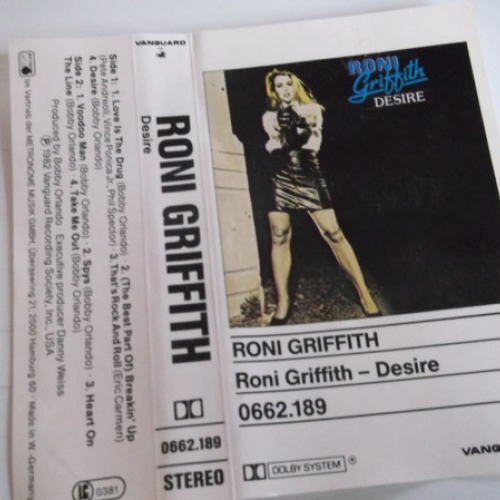 Side 1: 1. Love Is The Drug (Bobby Orlando) · 2. (The Best Part Of) Breakin' Up
(Pete Andreoli, Vince Poncia Jr., Phil Spector) · 3. That's Rock And Roll (Eric Carmen)
4. Desire (Bobby Orlando)
Side 2: 1. Voodoo Man (Bobby Orlando) · 2. Spys (Bobby Orlando) · 3. Heart On
The Line (Bobby Orlando) · 4. Take Me Out (Bobby Orlando)
Produced by Bobby Orlando · Executive producer Danny Weiss
℗ 1982 Vanguard Recording Society, Inc., USA
Im Vertrieb der METRONOME MUSIK GMBH, Überseering 21, 2000 Hamburg 60 · Made in W.-Germany
0381
VANGUARD
RONI GRIFFITH
Desire
0662.189
STEREO
RONI
Griffith
DESIRE
RONI GRIFFITH
Roni Griffith – Desire
0662.189
DOLBY SYSTEM ®
VANG